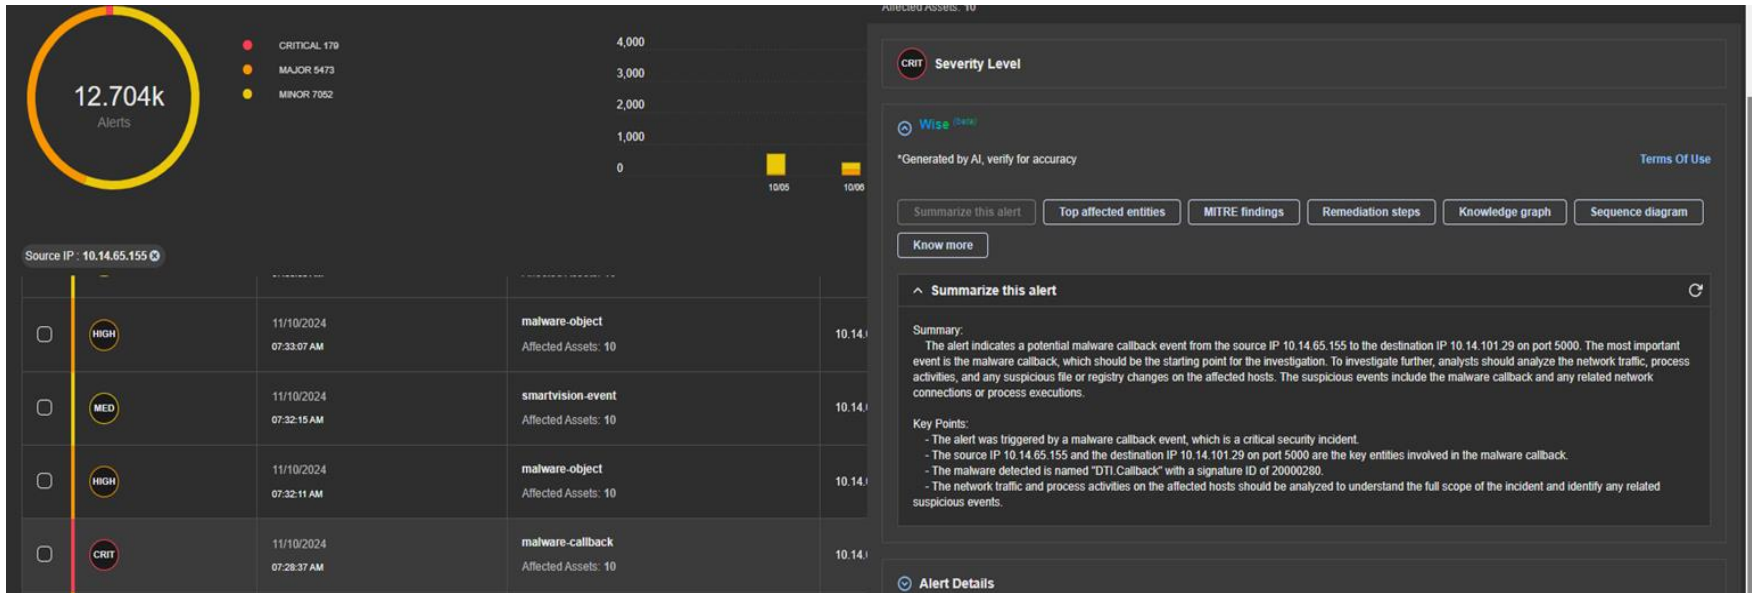 12.704k
Alerts
CRITICAL 179
MAJOR 5473
MINOR 7052
4,000
3,000
2,000
1,000
0
10/05
10/06
Source IP : 10.14.65.155
HIGH
11/10/2024
07:33:07 AM
malware-object
Affected Assets: 10
10.14.
MED
11/10/2024
07:32:15 AM
smartvision-event
Affected Assets: 10
10.14.
HIGH
11/10/2024
07:32:11 AM
malware-object
Affected Assets: 10
10.14.
CRIT
11/10/2024
07:28:37 AM
malware-callback
Affected Assets: 10
10.14.
Affected Assets: 10
CRIT Severity Level
Wise (beta)
*Generated by AI, verify for accuracy
Terms Of Use
Summarize this alert
Top affected entities
MITRE findings
Remediation steps
Knowledge graph
Sequence diagram
Know more
Summarize this alert
Summary:
The alert indicates a potential malware callback event from the source IP 10.14.65.155 to the destination IP 10.14.101.29 on port 5000. The most important
event is the malware callback, which should be the starting point for the investigation. To investigate further, analysts should analyze the network traffic, process
activities, and any suspicious file or registry changes on the affected hosts. The suspicious events include the malware callback and any related network
connections or process executions.
Key Points:
- The alert was triggered by a malware callback event, which is a critical security incident.
- The source IP 10.14.65.155 and the destination IP 10.14.101.29 on port 5000 are the key entities involved in the malware callback.
- The malware detected is named "DTI.Callback" with a signature ID of 20000280.
- The network traffic and process activities on the affected hosts should be analyzed to understand the full scope of the incident and identify any related
suspicious events.
Alert Details